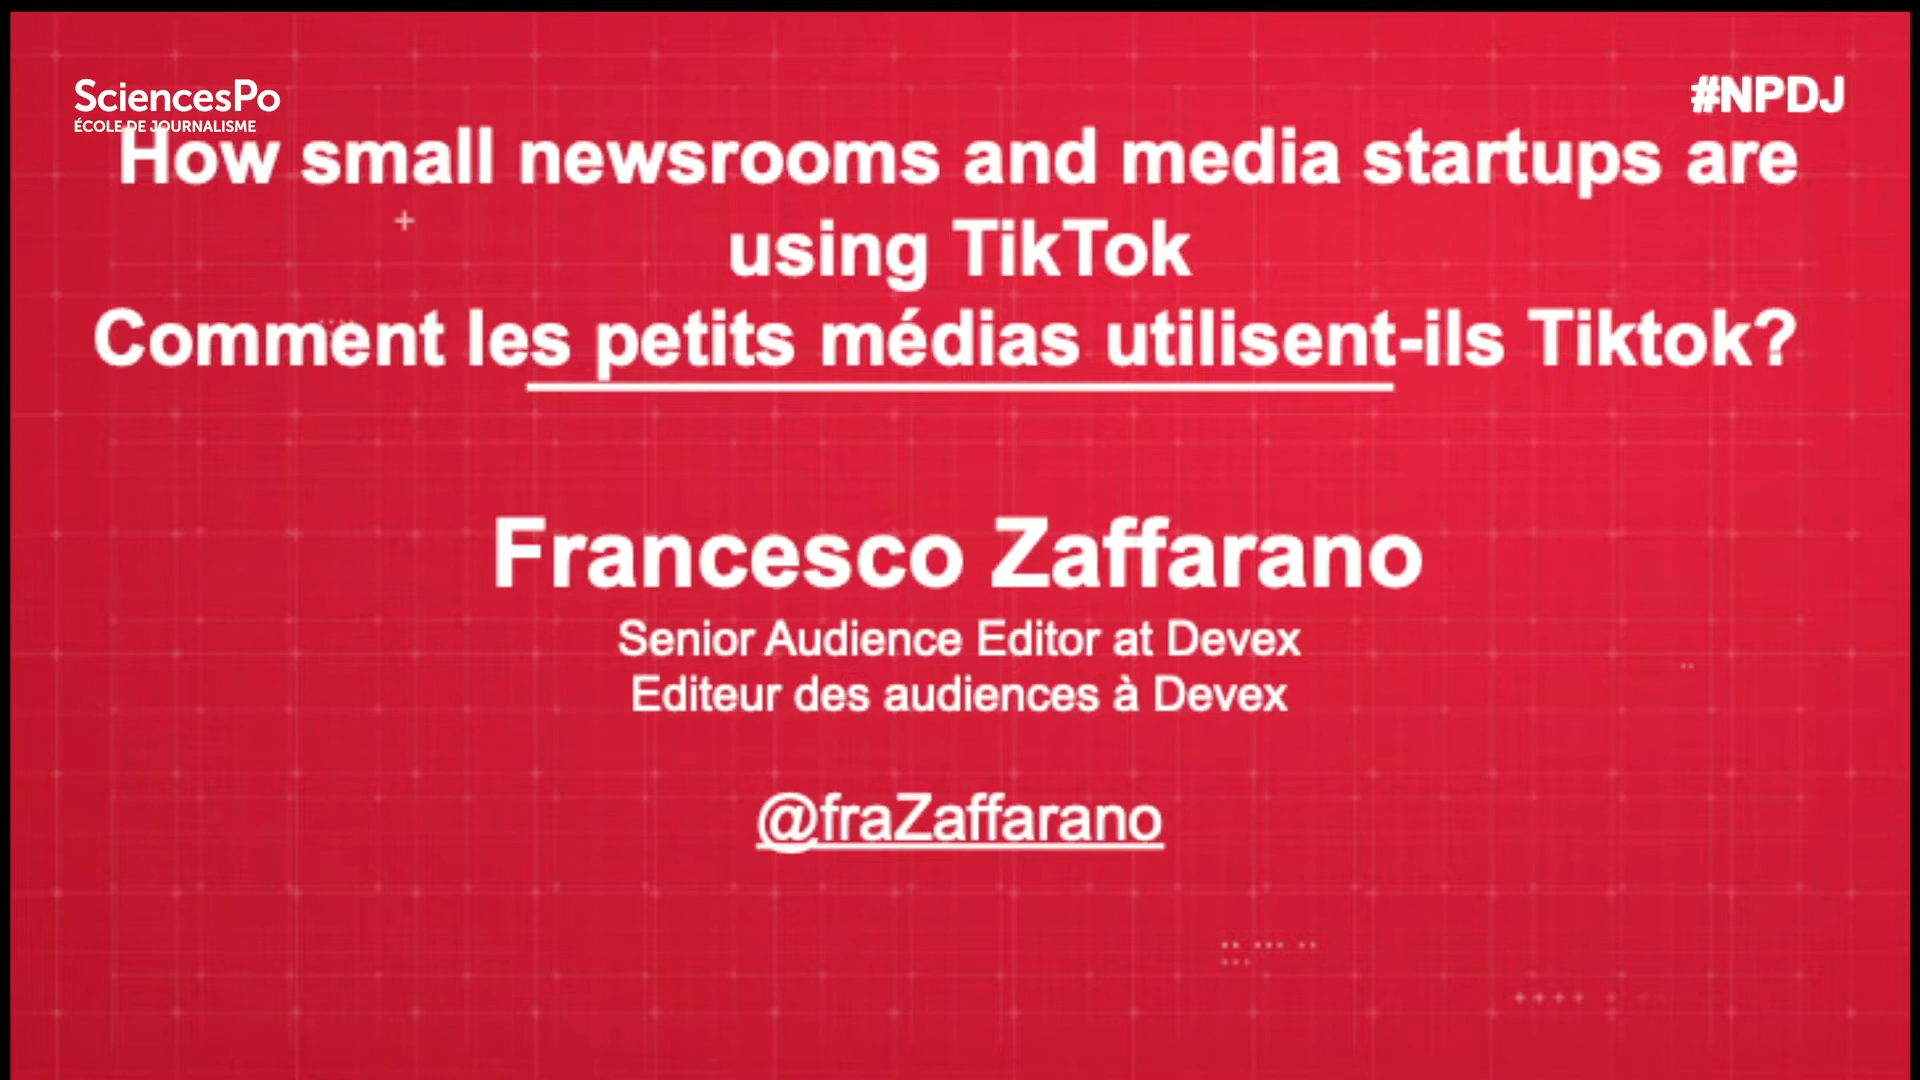 SciencesPo
ÉCOLE DE JOURNALISME
#NPDJ
How small newsrooms and media startups are
using TikTok
Comment les petits médias utilisent-ils Tiktok?
Francesco Zaffarano
Senior Audience Editor at Devex
Editeur des audiences à Devex
@fraZaffarano